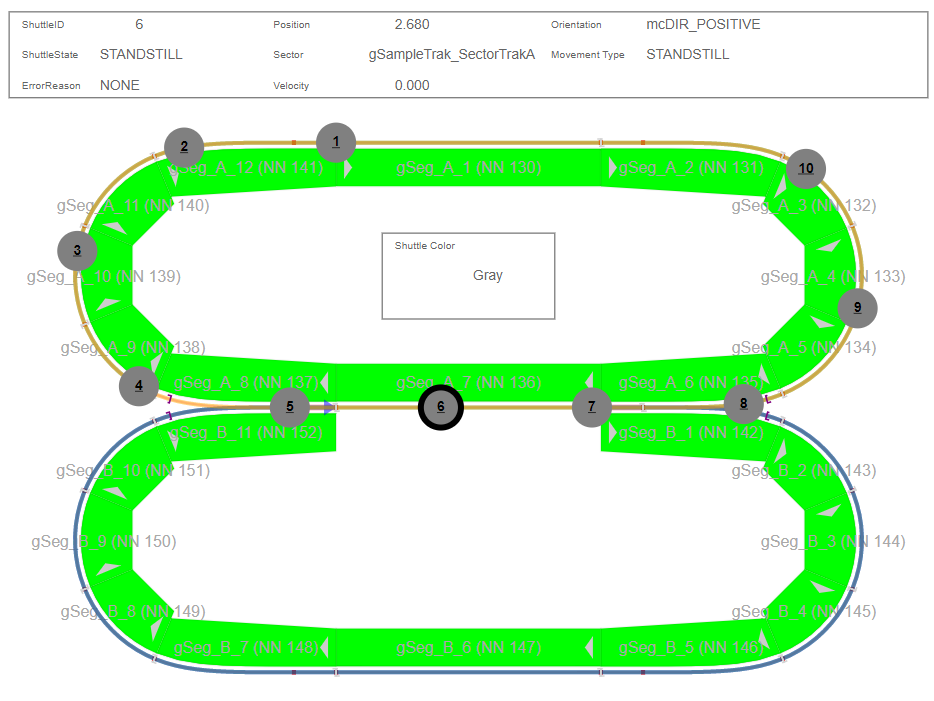 ShuttleID 6 Position 2.680 Orientation mcDIR_POSITIVE
ShuttleState STANDSTILL Sector gSampleTrak_SectorTrakA Movement Type STANDSTILL
ErrorReason NONE Velocity 0.000
1
2
gSeg_A_12 (NN 141) gSeg_A_1 (NN 130) gSeg_A_2 (NN 131) 10
gSeg_A_11 (NN 140) gSeg_A_3 (NN 132)
3 Shuttle Color
gSeg_A_10 (NN 139) Gray gSeg_A_4 (NN 133)
9
gSeg_A_9 (NN 138) gSeg_A_5 (NN 134)
4 gSeg_A_8 (NN 137) gSeg_A_7 (NN 136) gSeg_A_6 (NN 135)
5 6 7 8
gSeg_B_11 (NN 152) gSeg_B_1 (NN 142)
gSeg_B_10 (NN 151) gSeg_B_2 (NN 143)
gSeg_B_9 (NN 150) gSeg_B_3 (NN 144)
gSeg_B_8 (NN 149) gSeg_B_4 (NN 145)
gSeg_B_7 (NN 148) gSeg_B_6 (NN 147) gSeg_B_5 (NN 146)